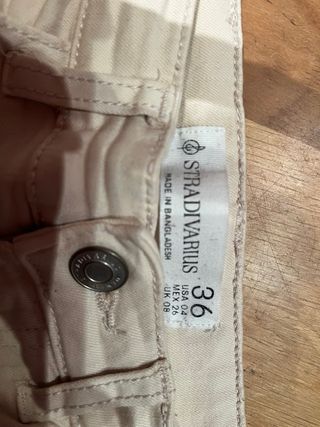 STRADIVARIUS
MADE IN BANGLADESH
36
USA 04
MEX 26
UK 08